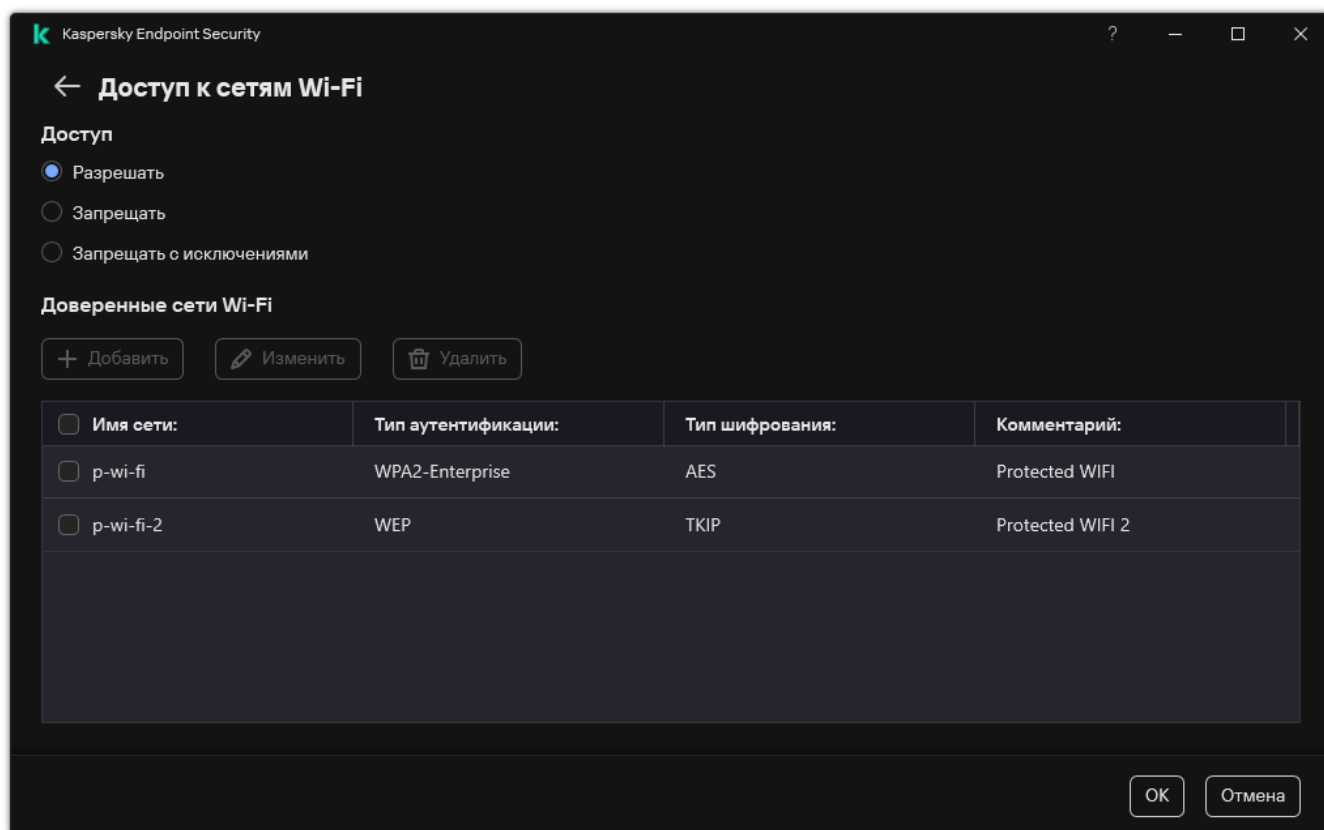 Kaspersky Endpoint Security ?
Доступ к сетям Wi-Fi
Доступ
Разрешать
Запрещать
Запрещать с исключениями
Доверенные сети Wi-Fi
Добавить Изменить Удалить
Имя сети: Тип аутентификации: Тип шифрования: Комментарий:
p-wi-fi WPA2-Enterprise AES Protected WIFI
p-wi-fi-2 WEP TKIP Protected WIFI 2
OK Отмена